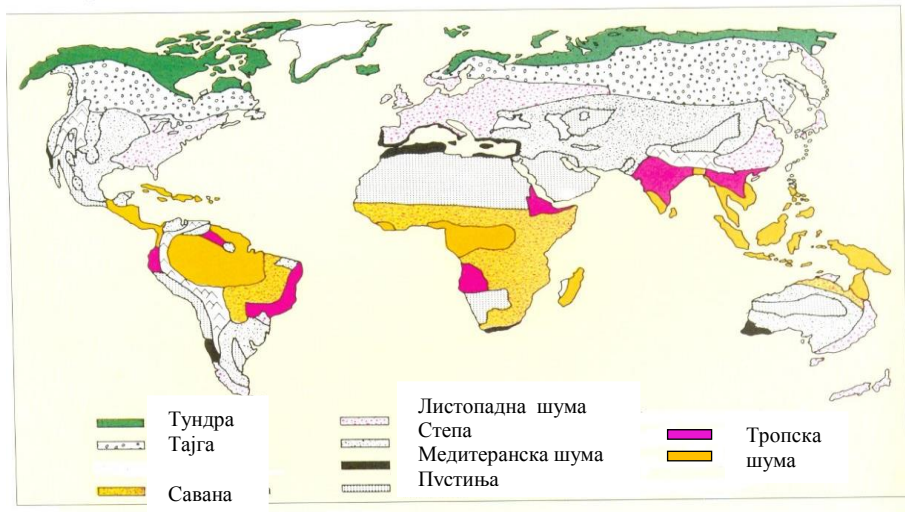 Тундра
Тајга
Савана
Листопадна шума
Степа
Медитеранска шума
Пустиња
Тропска
шума